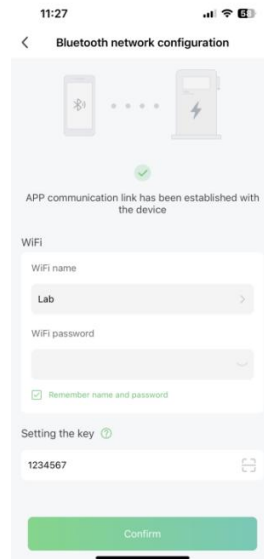 11:27
Bluetooth network configuration
APP communication link has been established with
the device
WiFi
WiFi name
Lab
WiFi password
Remember name and password
Setting the key
1234567
Confirm